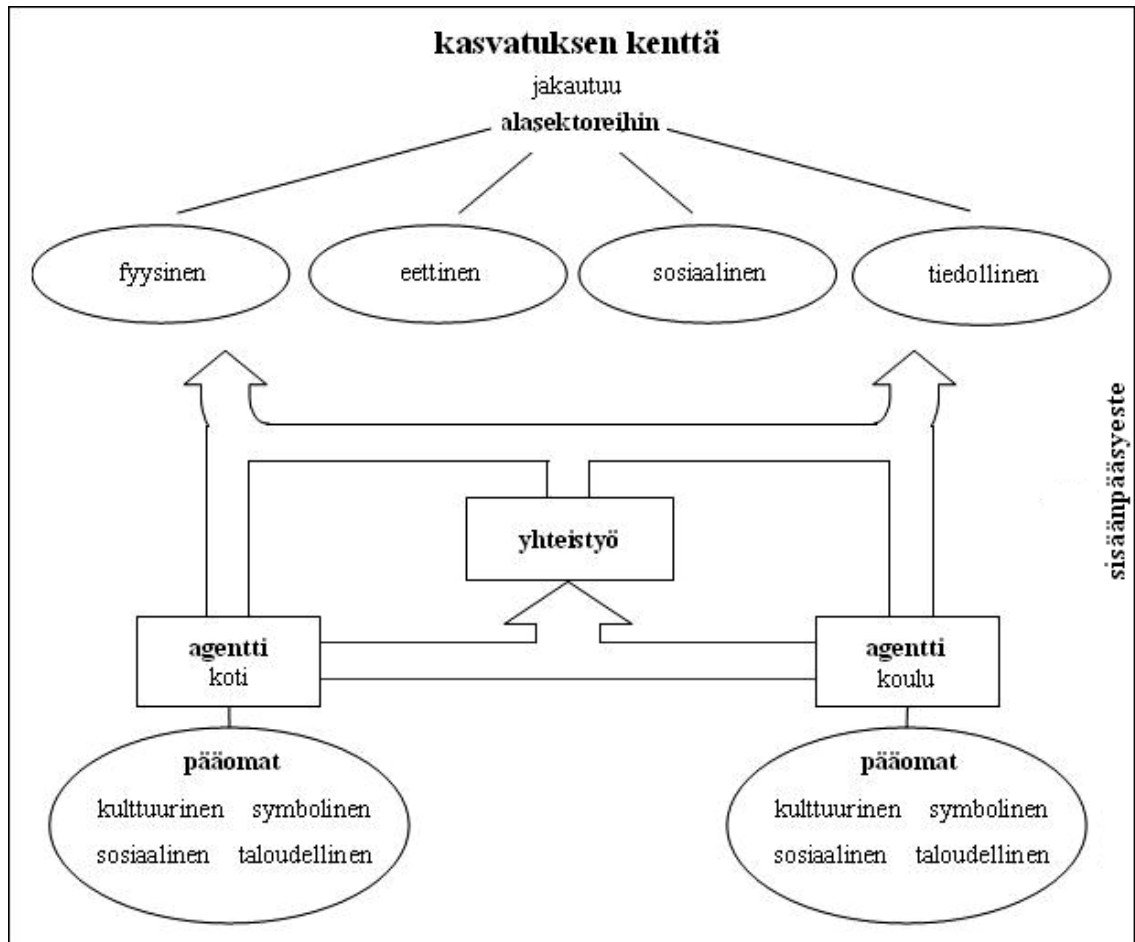 kasvatuksen kenttä
jakautuu
alasektoreihin
fyysinen
eettinen
sosiaalinen
tiedollinen
sisäänpääsyeste
yhteistyö
agentti
koti
agentti
koulu
pääomat
kulttuurinen symbolinen
sosiaalinen taloudellinen
pääomat
kulttuurinen symbolinen
sosiaalinen taloudellinen